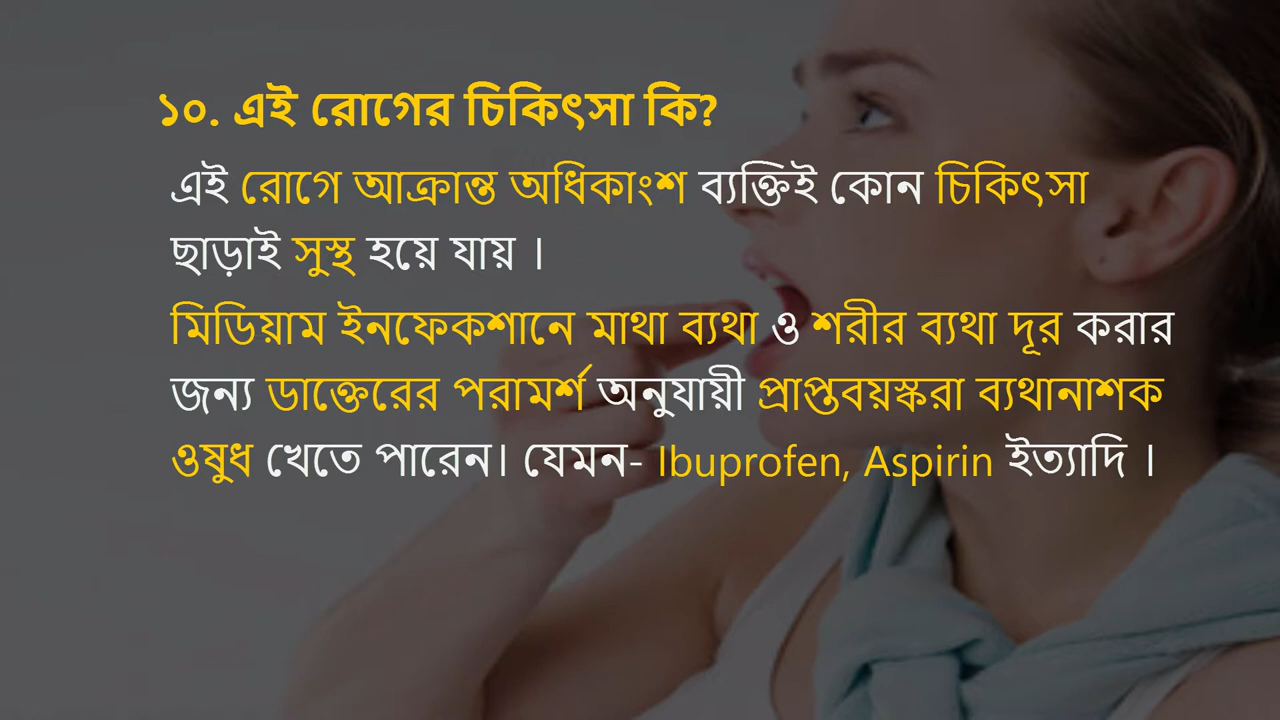 ১০. এই রোগের চিকিৎসা কি?
এই রোগে আক্রান্ত অধিকাংশ ব্যক্তিই কোন চিকিৎসা
ছাড়াই সুস্থ হয়ে যায় ।
মিডিয়াম ইনফেকশানে মাথা ব্যথা ও শরীর ব্যথা দূর করার
জন্য ডাক্তেরের পরামর্শ অনুযায়ী প্রাপ্তবয়স্করা ব্যথানাশক
ওষুধ খেতে পারেন। যেমন- Ibuprofen, Aspirin ইত্যাদি ।